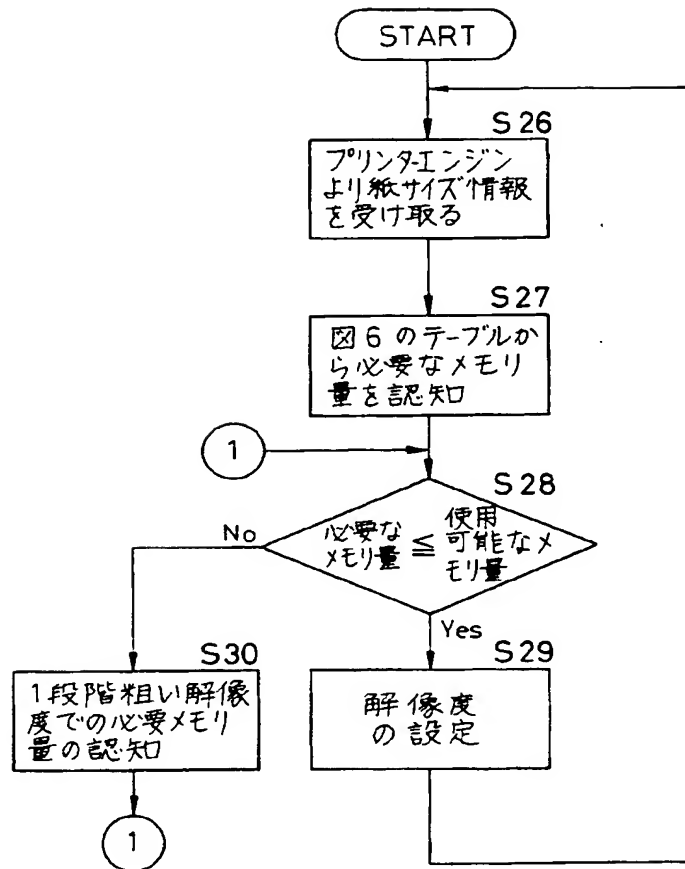 START
S26
プリンターエンジン
より紙サイズ情報
を受け取る
S27
図6のテーブルか
ら必要なメモリ
量を認知
1
S28
必要な
メモリ量
≦
使用
可能なメ
モリ量
No
Yes
S30
1段階粗い解像
度での必要メモリ
量の認知
S29
解像度
の設定
1